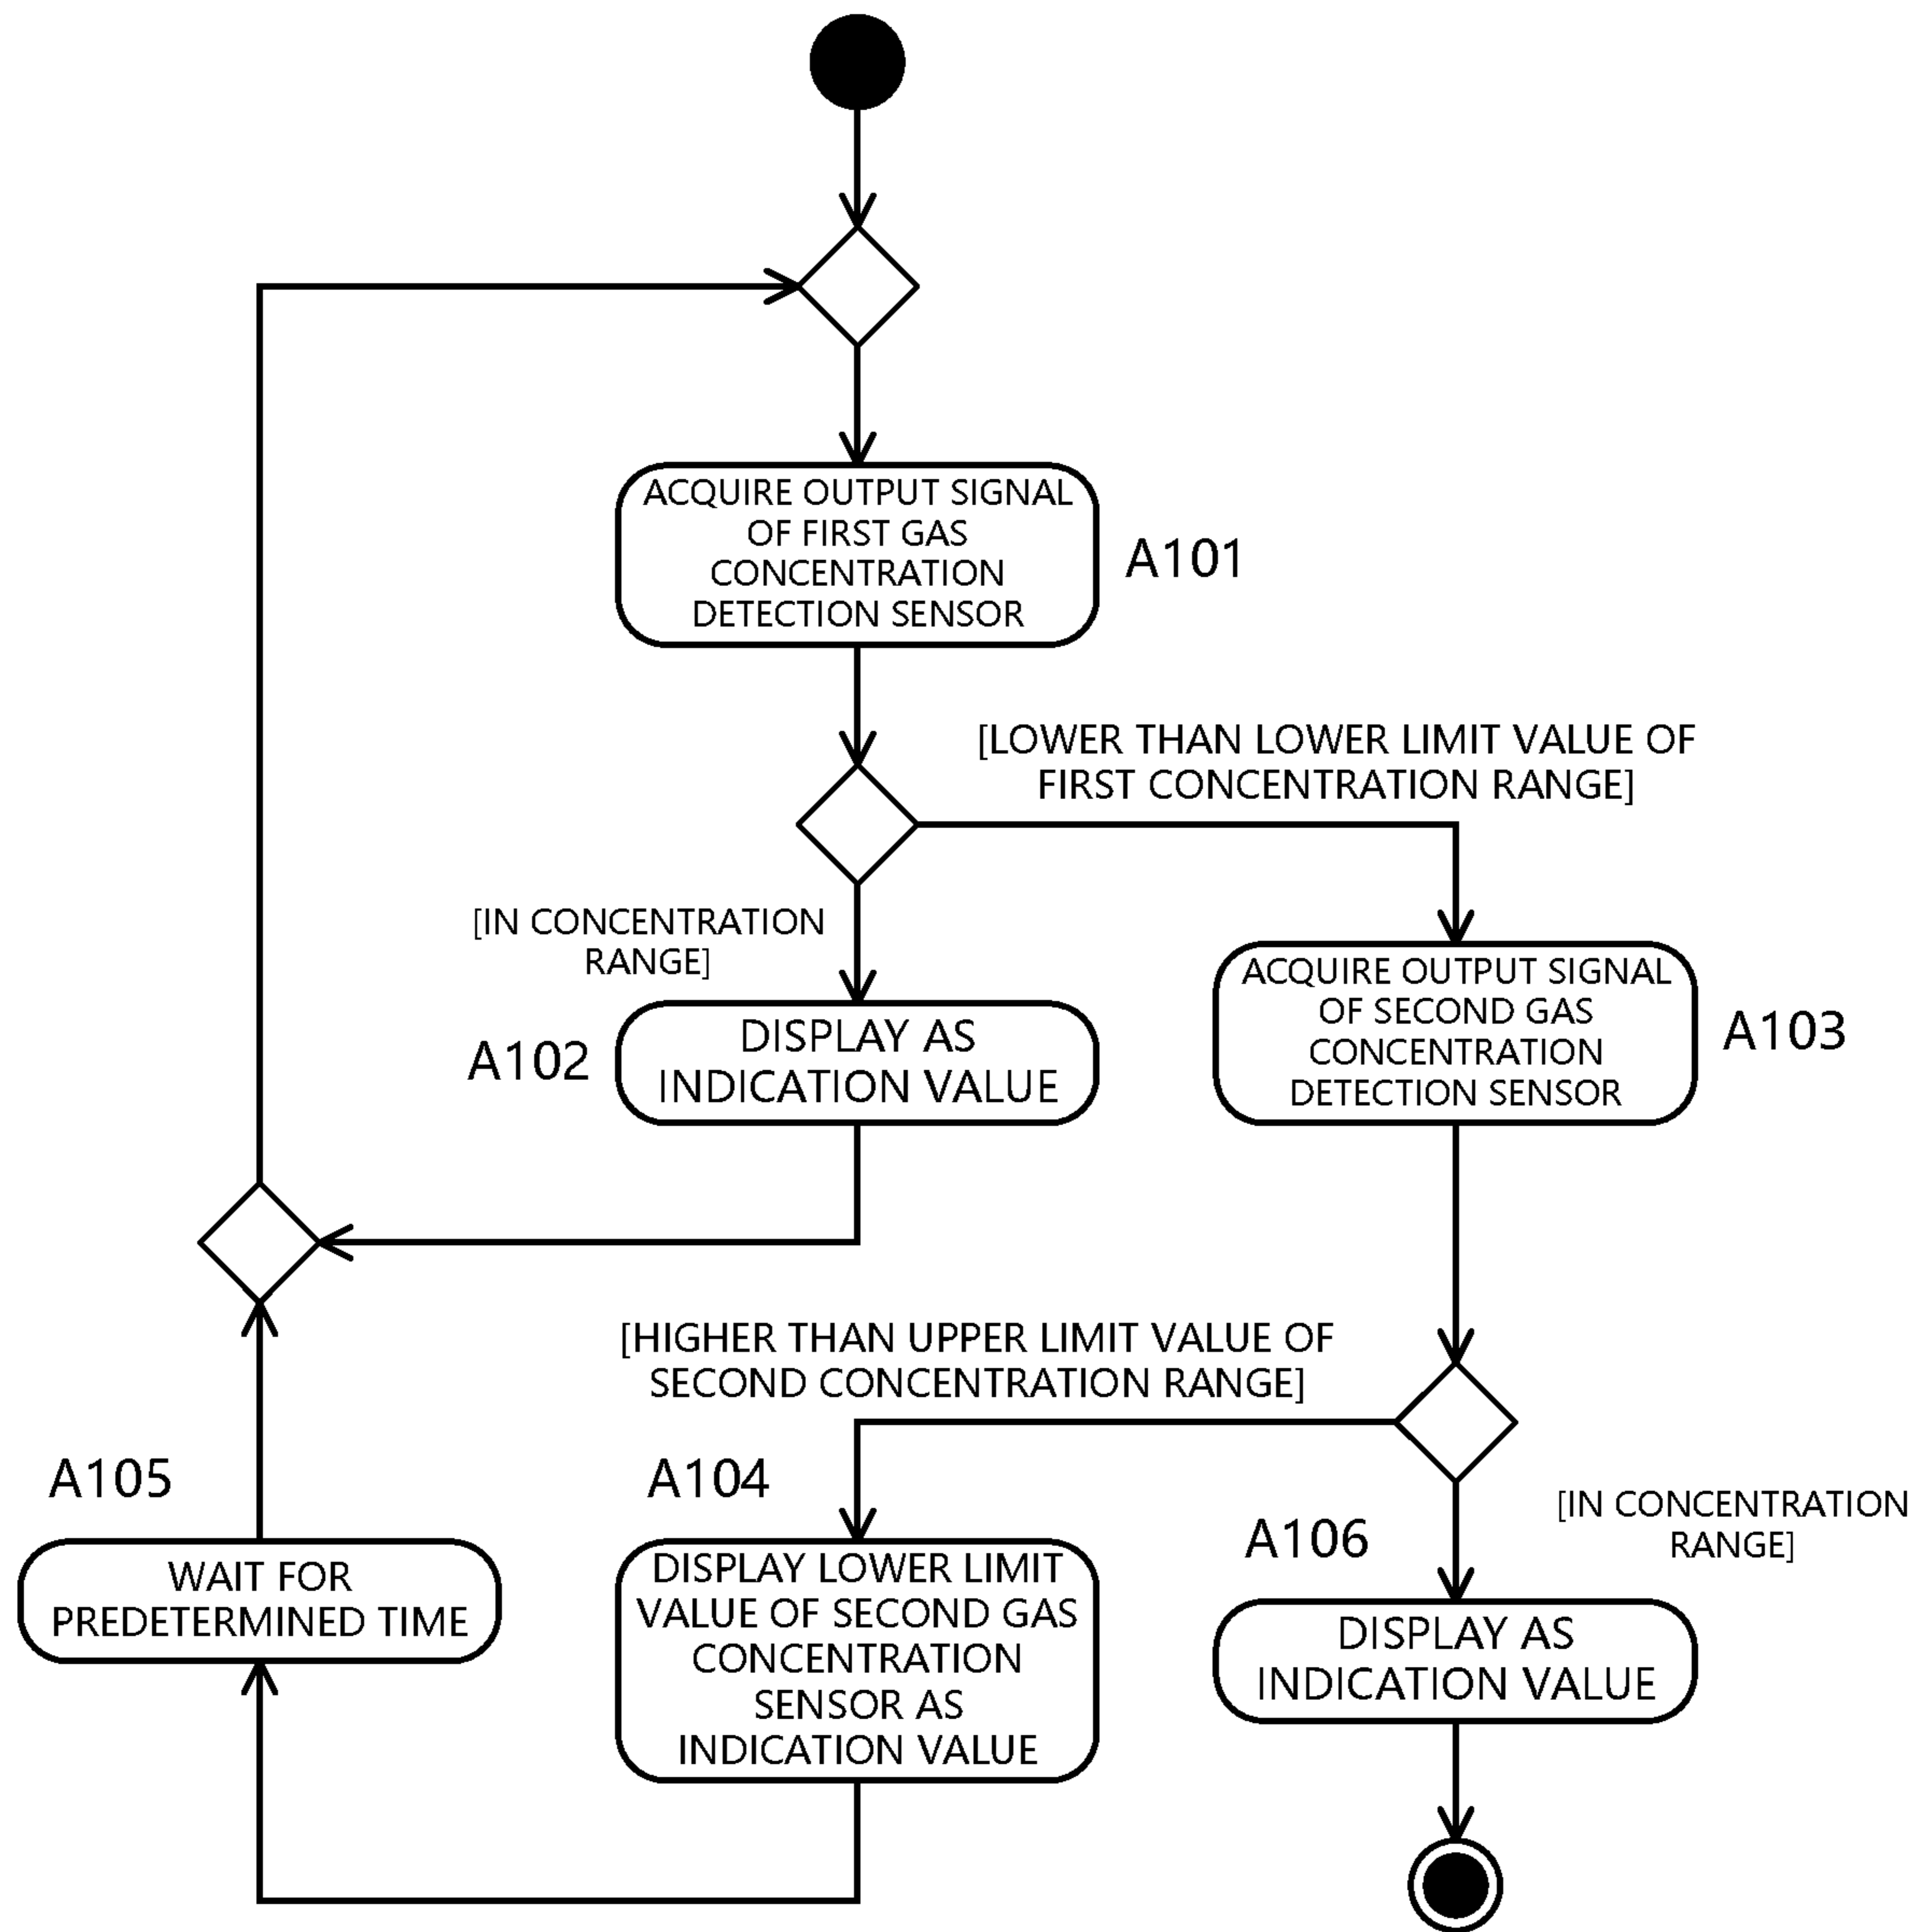 ACQUIRE OUTPUT SIGNAL
OF FIRST GAS
CONCENTRATION
DETECTION SENSOR
A101
[LOWER THAN LOWER LIMIT VALUE OF
FIRST CONCENTRATION RANGE]
[IN CONCENTRATION
RANGE]
A102
DISPLAY AS
INDICATION VALUE
ACQUIRE OUTPUT SIGNAL
OF SECOND GAS
CONCENTRATION
DETECTION SENSOR
A103
[HIGHER THAN UPPER LIMIT VALUE OF
SECOND CONCENTRATION RANGE]
A105
WAIT FOR
PREDETERMINED TIME
A104
DISPLAY LOWER LIMIT
VALUE OF SECOND GAS
CONCENTRATION
SENSOR AS
INDICATION VALUE
[IN CONCENTRATION
RANGE]
A106
DISPLAY AS
INDICATION VALUE